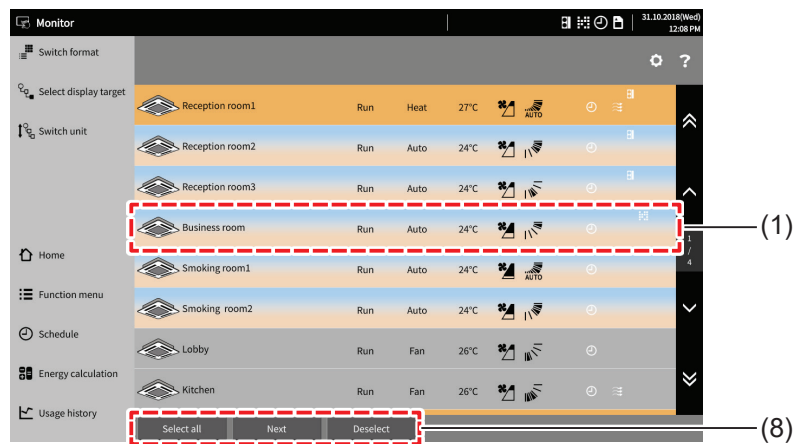 Monitor
31.10.2018(Wed)
12:08 PM
Switch format
Select display target
Switch unit
Home
Function menu
Schedule
Energy calculation
Usage history
Reception room1 Run Heat 27°C AUTO
Reception room2 Run Auto 24°C
Reception room3 Run Auto 24°C
Business room Run Auto 24°C
Smoking room1 Run Auto 24°C AUTO
Smoking room2 Run Auto 24°C
Lobby Run Fan 26°C
Kitchen Run Fan 26°C
?
1
/
4
Select all Next Deselect
(1)
(8)